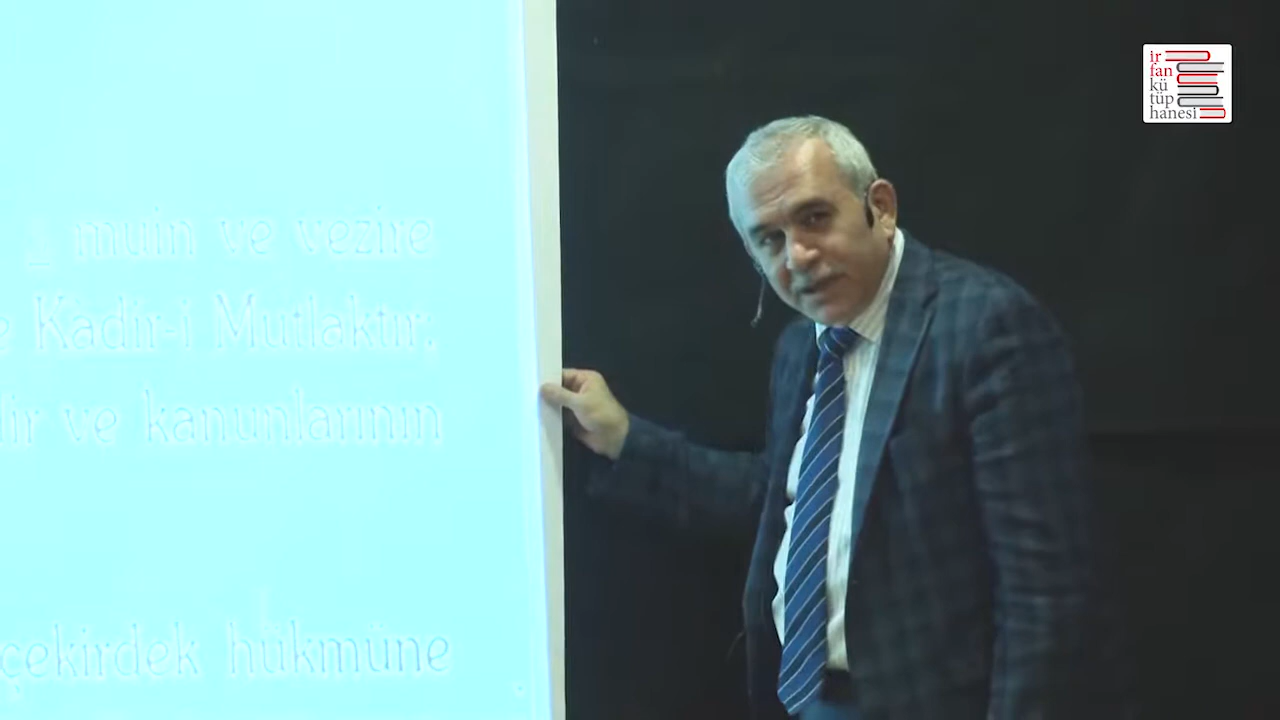 muin ve vezire
Kadir-i Mutlaktır;
ve kanunlarının
çekirdek hükmüne
ir
fan
kü
tüp
hanesi